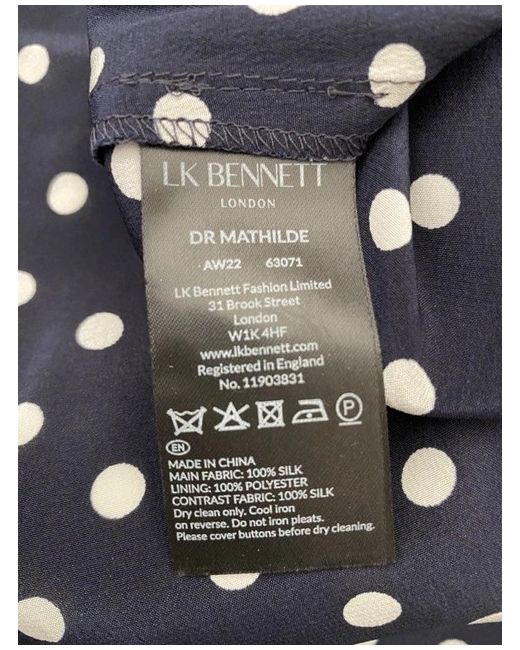 LK BENNETT
LONDON
DR MATHILDE
AW22 63071
LK Bennett Fashion Limited
31 Brook Street
London
W1K 4HF
www.lkbennett.com
Registered in England
No. 11903831
P
EN
MADE IN CHINA
MAIN FABRIC: 100% SILK
LINING: 100% POLYESTER
CONTRAST FABRIC: 100% SILK
Dry clean only. Cool iron
on reverse. Do not iron pleats.
Please cover buttons before dry cleaning.